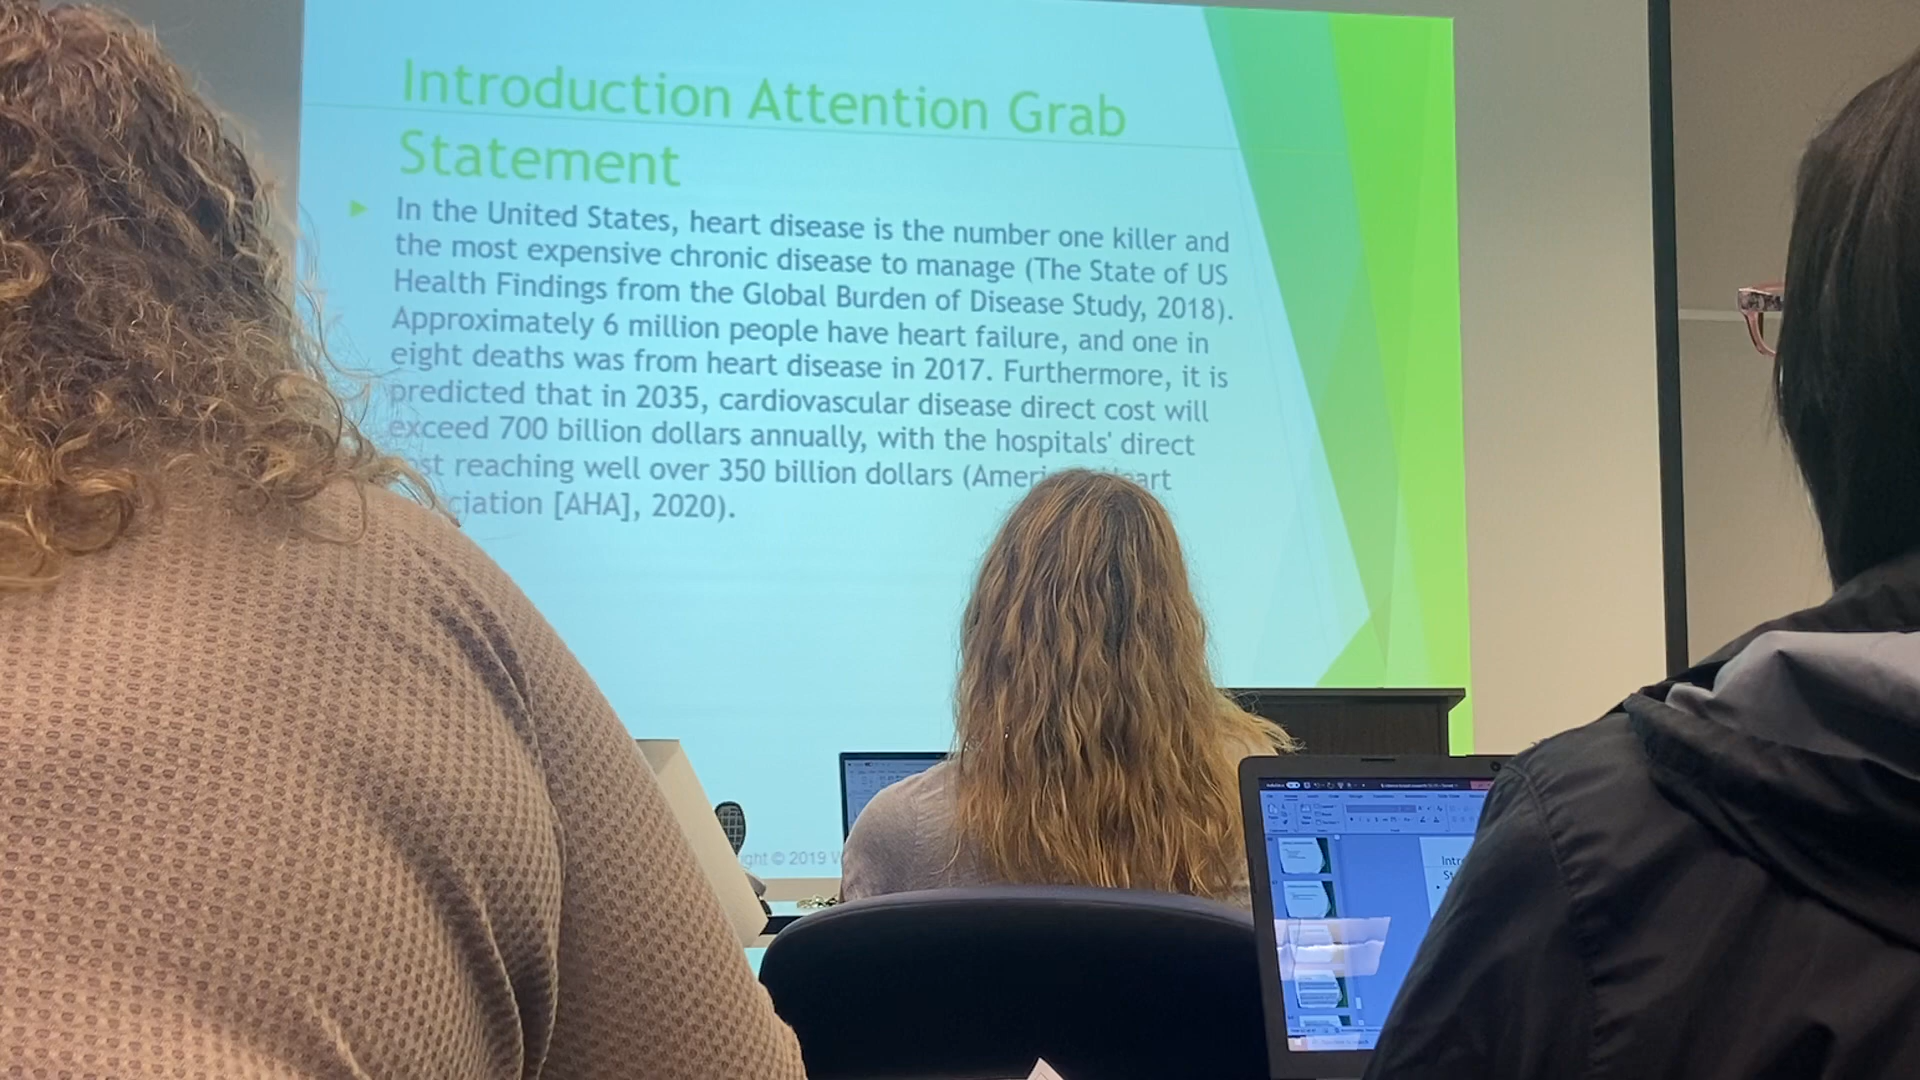 Introduction Attention Grab
Statement
In the United States, heart disease is the number one killer and
the most expensive chronic disease to manage (The State of US
Health Findings from the Global Burden of Disease Study, 2018).
Approximately 6 million people have heart failure, and one in
eight deaths was from heart disease in 2017. Furthermore, it is
predicted that in 2035, cardiovascular disease direct cost will
exceed 700 billion dollars annually, with the hospitals' direct
reaching well over 350 billion dollars
[AHA], 2020).
© 2019